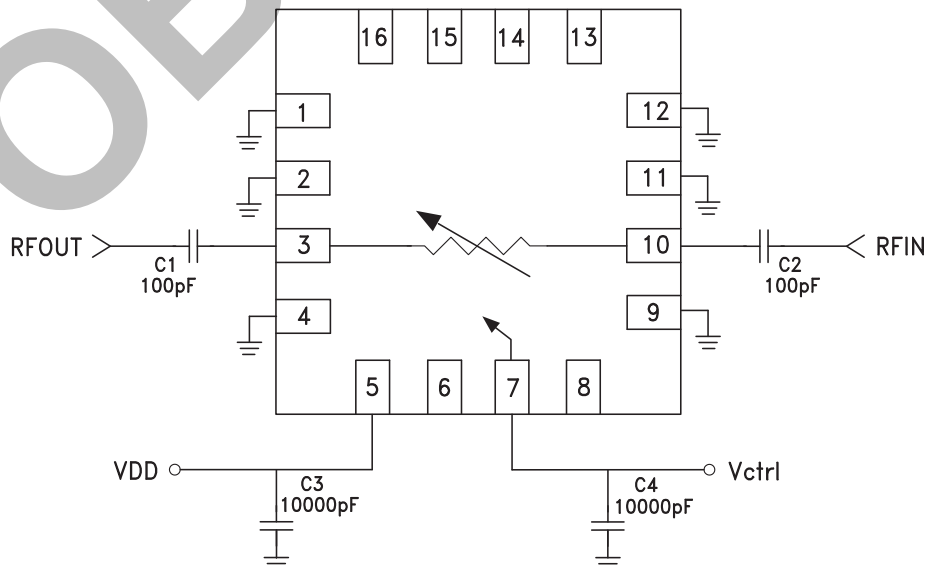 OB
16 15 14 13
1 12
2 11
RFOUT 3 10 RFIN
C1 C2
100pF 100pF
4 9
5 6 7 8
VDD Vctrl
C3 C4
10000pF 10000pF